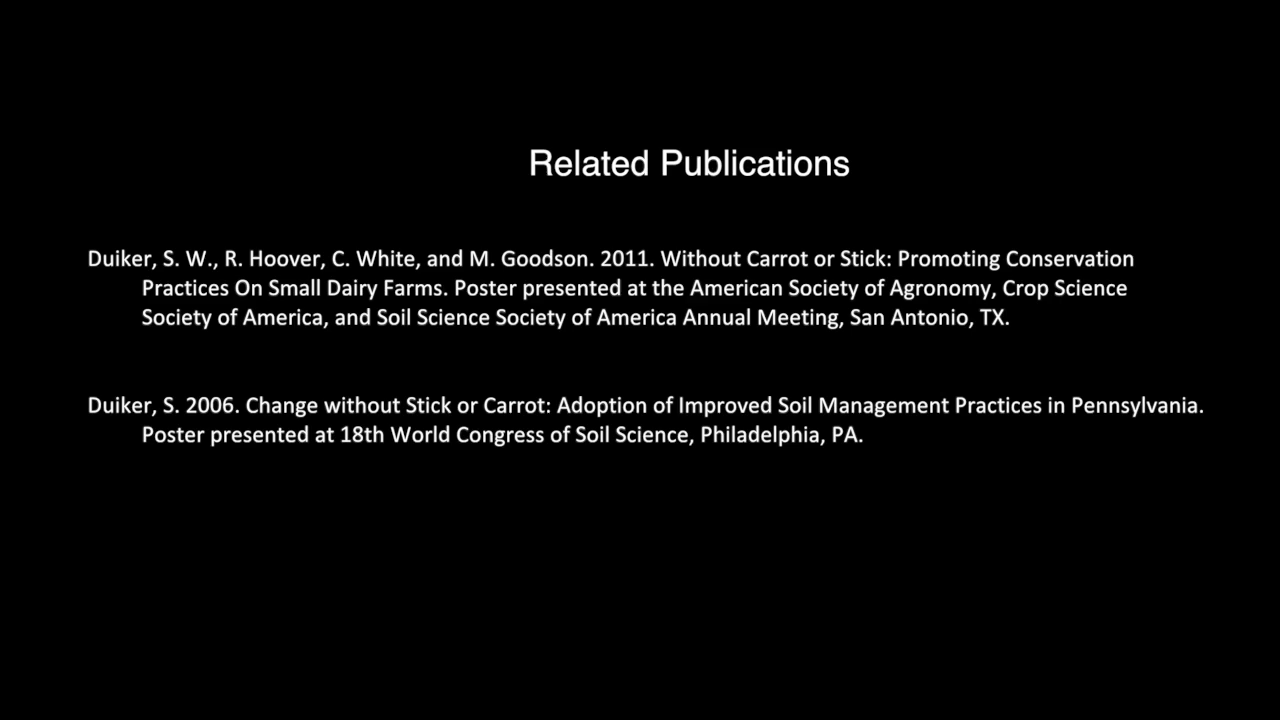 Related Publications
Duiker, S. W., R. Hoover, C. White, and M. Goodson. 2011. Without Carrot or Stick: Promoting Conservation
Practices On Small Dairy Farms. Poster presented at the American Society of Agronomy, Crop Science
Society of America, and Soil Science Society of America Annual Meeting, San Antonio, TX.
Duiker, S. 2006. Change without Stick or Carrot: Adoption of Improved Soil Management Practices in Pennsylvania.
Poster presented at 18th World Congress of Soil Science, Philadelphia, PA.